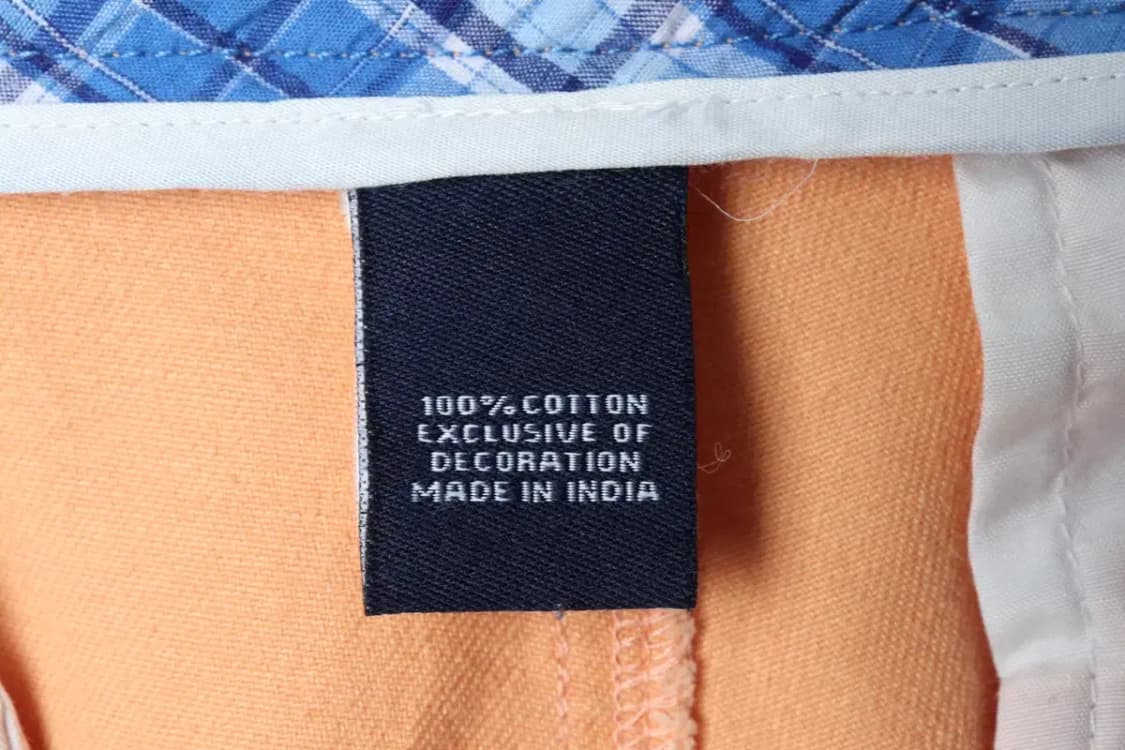 100% COTTON
EXCLUSIVE OF
DECORATION
MADE IN INDIA